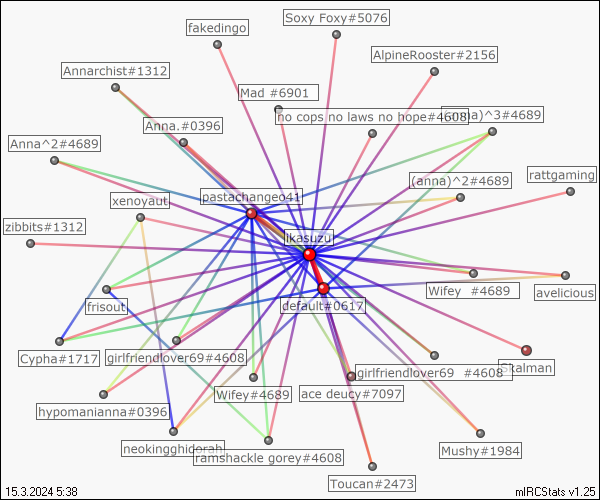 Soxy Foxy#5076
fakedingo
AlpineRooster#2156
Annarchist#1312
Mad #6901
no cops no laws no hope#4608
)^3#4689
Anna.#0396
Anna^2#4689
rattgaming
(anna)^2#4689
pastachangeo41
xenoyaut
zibbits#1312
Ikasuzu
Wifey #4689
avelicious
frisout
default#0617
Cypha#1717
girlfriendlover69#4608
Skalman
girlfriendlover69 #4608
Wifey#4689
ace deucy#7097
hypomanianna#0396
neokingghidorah
ramshackle gorey#4608
Mushy#1984
Toucan#2473
15.3.2024 5:38
mIRCStats v1.25